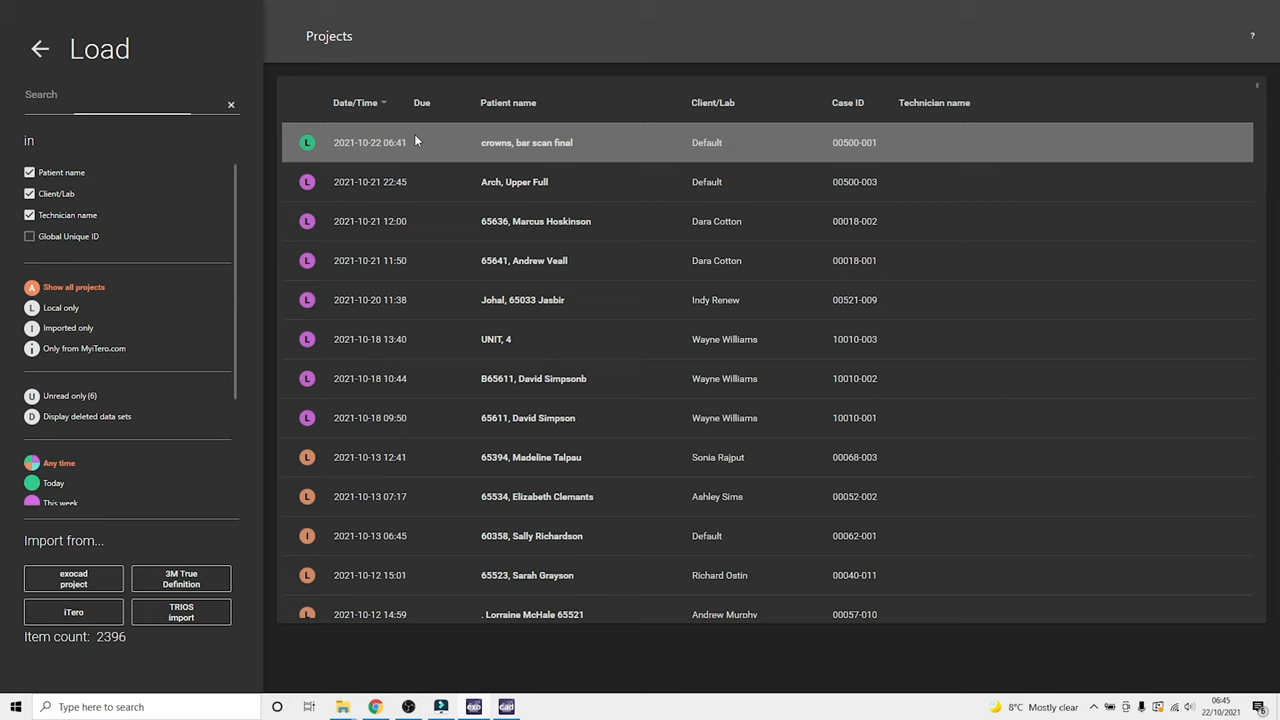 Load
Projects
?
Search
in
Patient name
Client/Lab
Technician name
Global Unique ID
A Show all projects
L Local only
I Imported only
i Only from MyiTero.com
U Unread only (6)
D Display deleted data sets
Any time
Today
This week
Import from...
exocad project
3M True Definition
iTero
TRIOS import
Item count: 2396
Date/Time Due Patient name Client/Lab Case ID Technician name
L 2021-10-22 06:41 crowns, bar scan final Default 00500-001
L 2021-10-21 22:45 Arch, Upper Full Default 00500-003
L 2021-10-21 12:00 65636, Marcus Hoskinson Dara Cotton 00018-002
L 2021-10-21 11:50 65641, Andrew Veall Dara Cotton 00018-001
L 2021-10-20 11:38 Johal, 65033 Jasbir Indy Renew 00521-009
L 2021-10-18 13:40 UNIT, 4 Wayne Williams 10010-003
L 2021-10-18 10:44 B65611, David Simpsonb Wayne Williams 10010-002
L 2021-10-18 09:50 65611, David Simpson Wayne Williams 10010-001
L 2021-10-13 12:41 65394, Madeline Talpau Sonia Rajput 00068-003
L 2021-10-13 07:17 65534, Elizabeth Clemants Ashley Sims 00052-002
I 2021-10-13 06:45 60358, Sally Richardson Default 00062-001
L 2021-10-12 15:01 65523, Sarah Grayson Richard Ostin 00040-011
L 2021-10-12 14:59 . Lorraine McHale 65521 Andrew Murphy 00057-010
Type here to search
exo
cad
8°C Mostly clear
06:45
22/10/2021